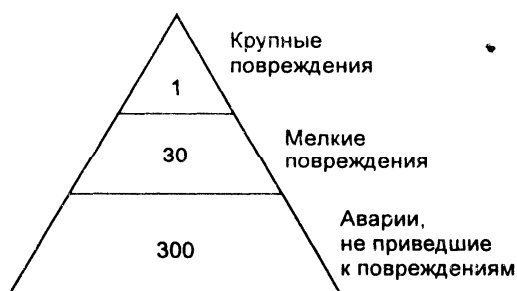 Крупные
повреждения
1
Мелкие
повреждения
30
Аварии,
не приведшие
к повреждениям
300